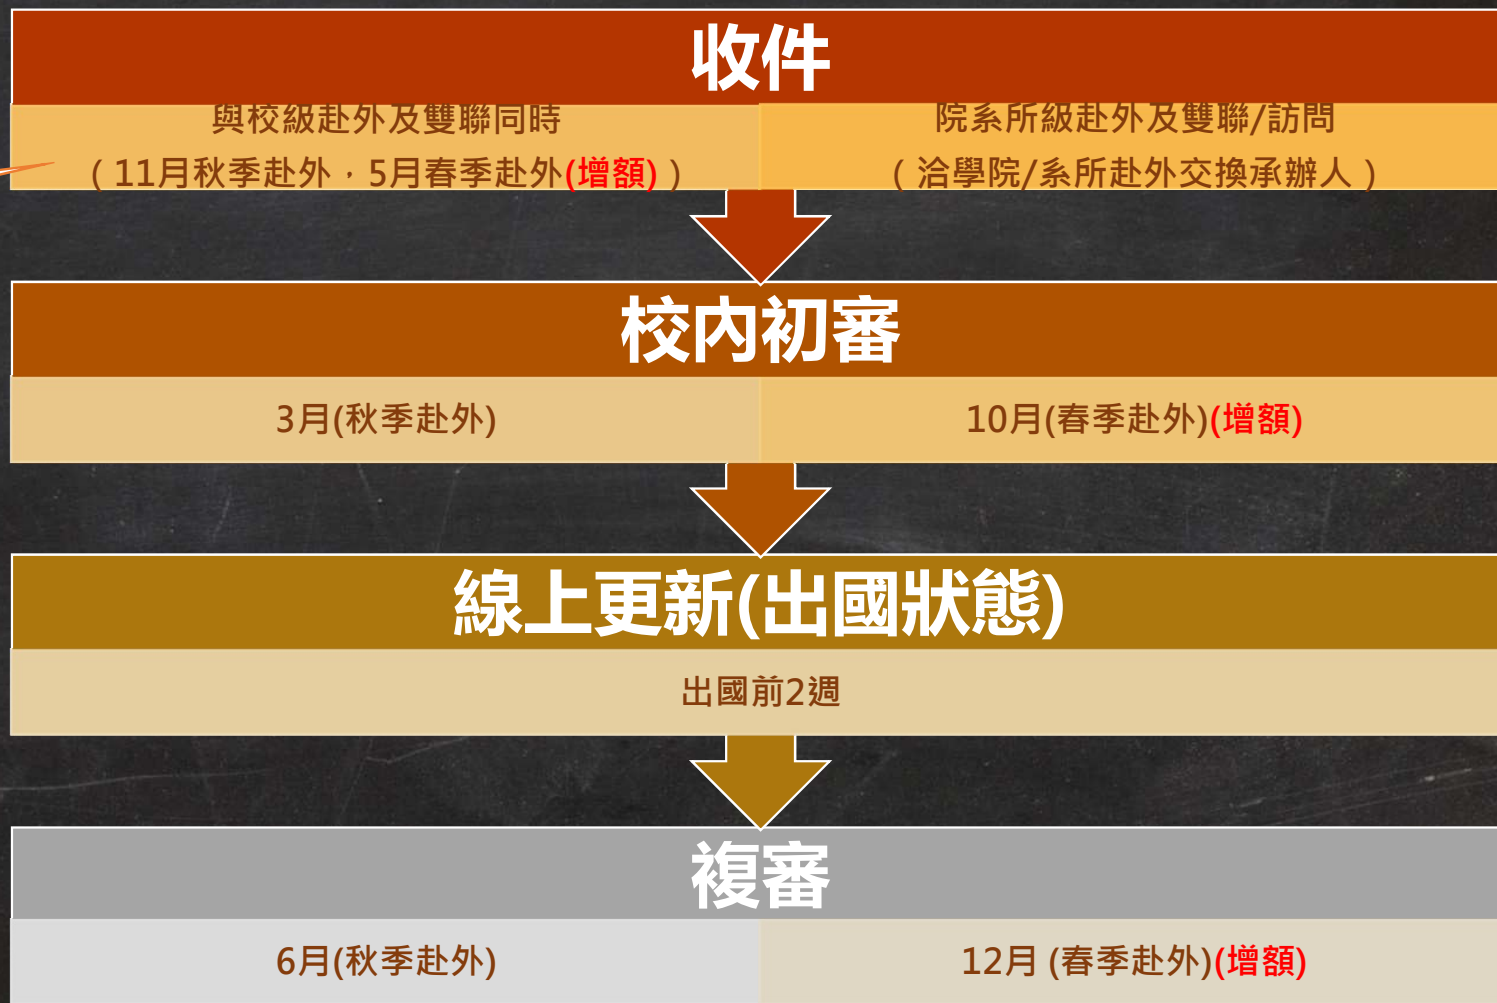 收件
與校級赴外及雙聯同時
（11月秋季赴外，5月春季赴外(增額)）
院系所級赴外及雙聯/訪問
（洽學院/系所赴外交換承辦人）
校內初審
3月(秋季赴外)
10月(春季赴外)(增額)
線上更新(出國狀態)
出國前2週
複審
6月(秋季赴外)
12月 (春季赴外)(增額)